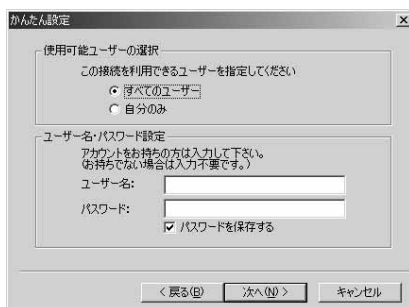 かんたん設定
使用可能ユーザーの選択
この接続を利用できるユーザーを指定してください
すべてのユーザー
自分のみ
ユーザー名・パスワード設定
アカウントをお持ちの方は入力して下さい。
(お持ちでない場合は入力不要です。)
ユーザー名:
パスワード:
パスワードを保存する
< 戻る(B) 次へ(N) > キャンセル